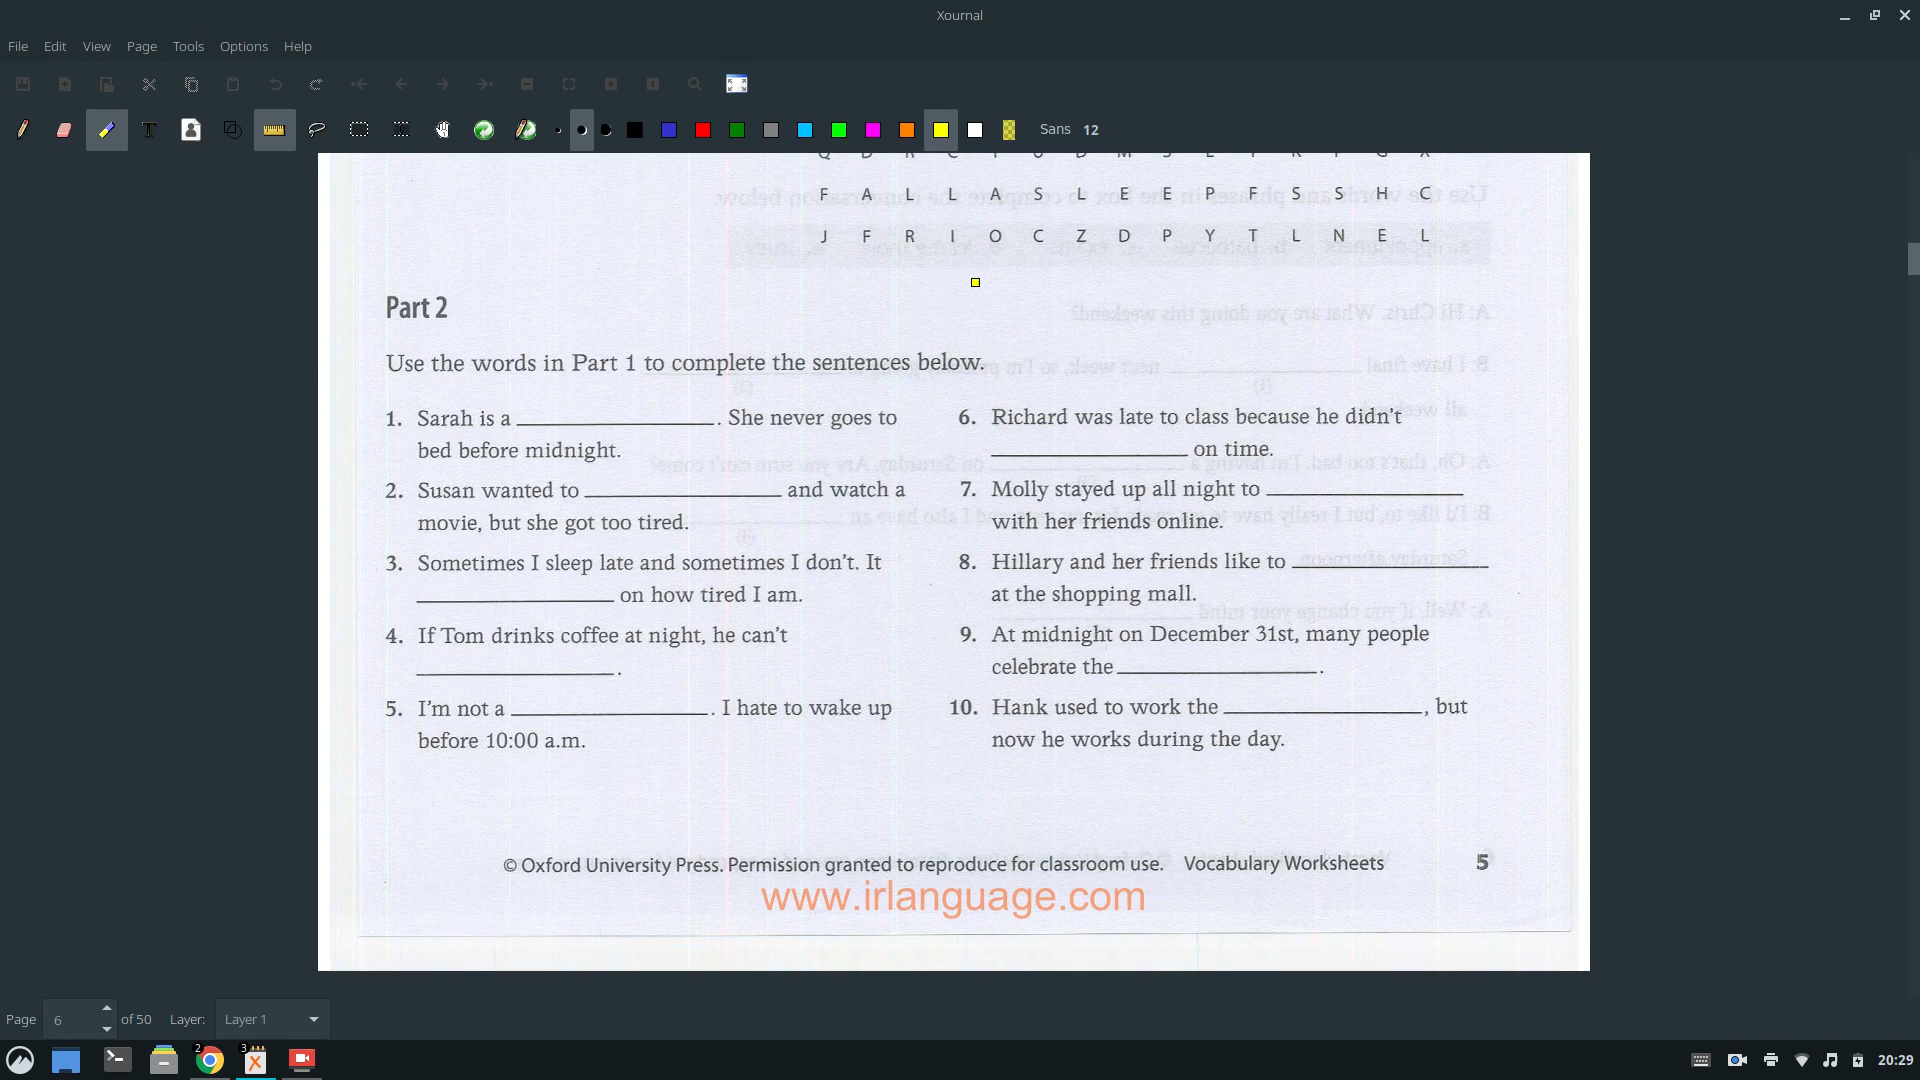 Xournal
File Edit View Page Tools Options Help
Sans 12
F A L L A S L E E P F S S H C
J F R I O C Z D P Y T L N E L
Part 2
Use the words in Part 1 to complete the sentences below.
1. Sarah is a ________________. She never goes to
bed before midnight.
2. Susan wanted to ________________ and watch a
movie, but she got too tired.
3. Sometimes I sleep late and sometimes I don't. It
________________ on how tired I am.
4. If Tom drinks coffee at night, he can't
________________.
5. I'm not a ________________. I hate to wake up
before 10:00 a.m.
6. Richard was late to class because he didn't
________________ on time.
7. Molly stayed up all night to ________________
with her friends online.
8. Hillary and her friends like to ________________
at the shopping mall.
9. At midnight on December 31st, many people
celebrate the ________________.
10. Hank used to work the ________________, but
now he works during the day.
© Oxford University Press. Permission granted to reproduce for classroom use. Vocabulary Worksheets 5
www.irlanguage.com
Page 6 of 50 Layer: Layer 1
2 3
20:29